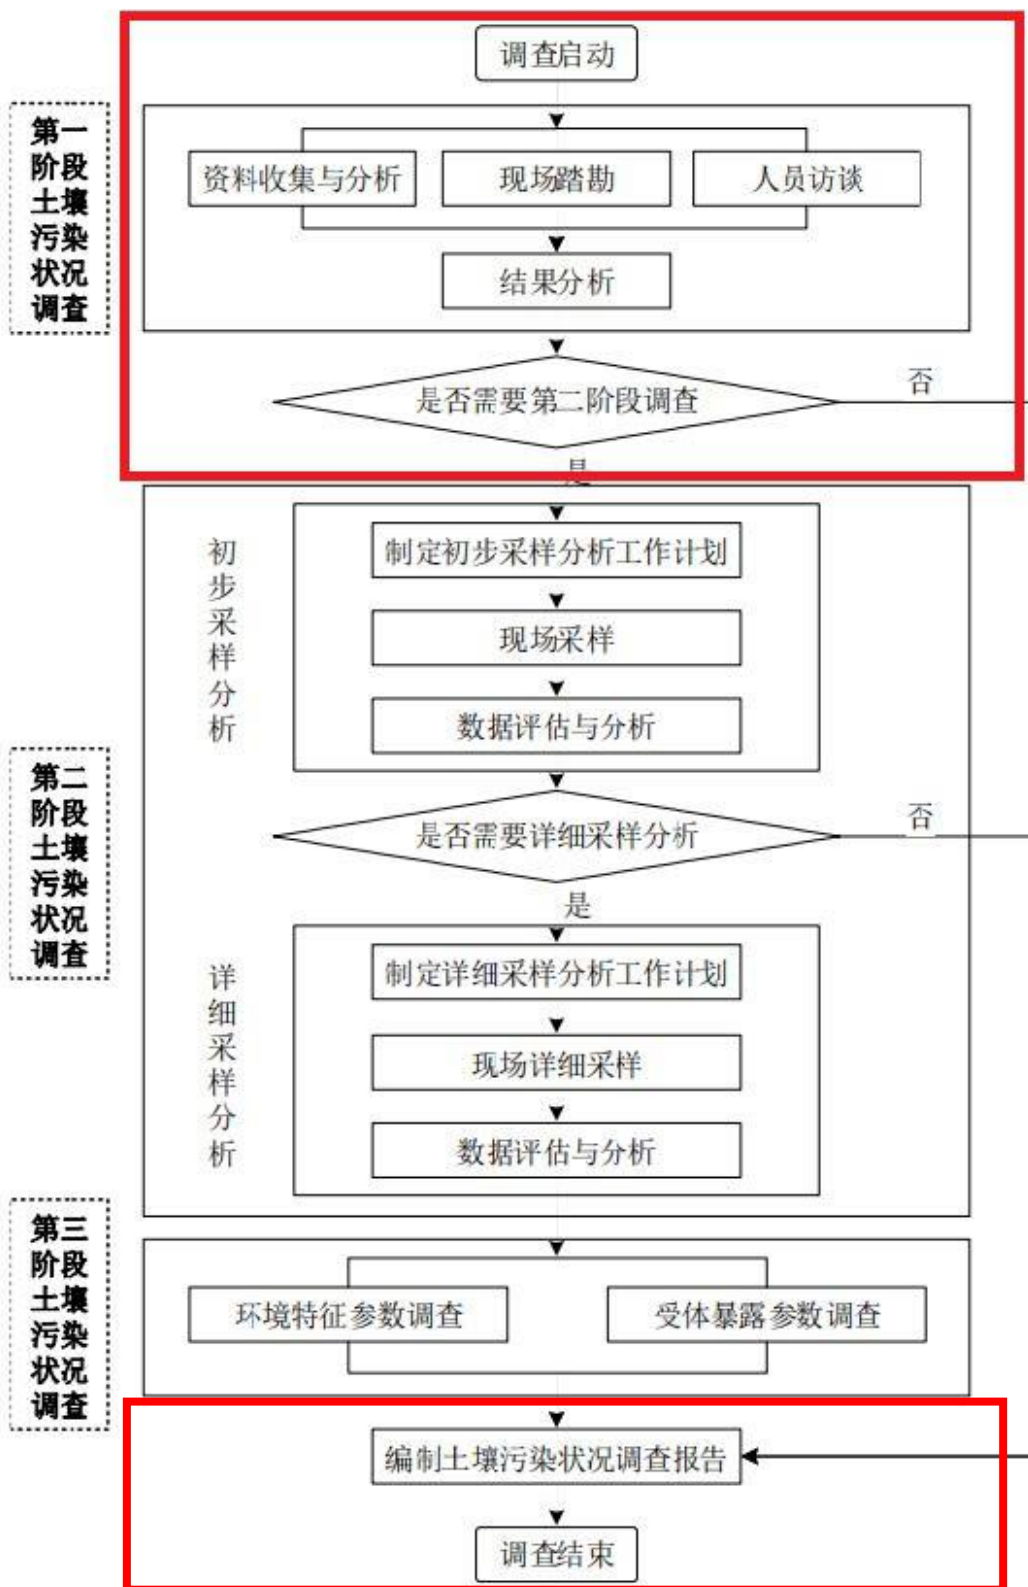 调查启动
第一
阶段
土壤
污染
状况
调查
资料收集与分析
现场踏勘
人员访谈
结果分析
是否需要第二阶段调查
否
是
初
步
采
样
分
析
制定初步采样分析工作计划
现场采样
数据评估与分析
第二
阶段
土壤
污染
状况
调查
是否需要详细采样分析
否
是
详
细
采
样
分
析
制定详细采样分析工作计划
现场详细采样
数据评估与分析
第三
阶段
土壤
污染
状况
调查
环境特征参数调查
受体暴露参数调查
编制土壤污染状况调查报告
调查结束